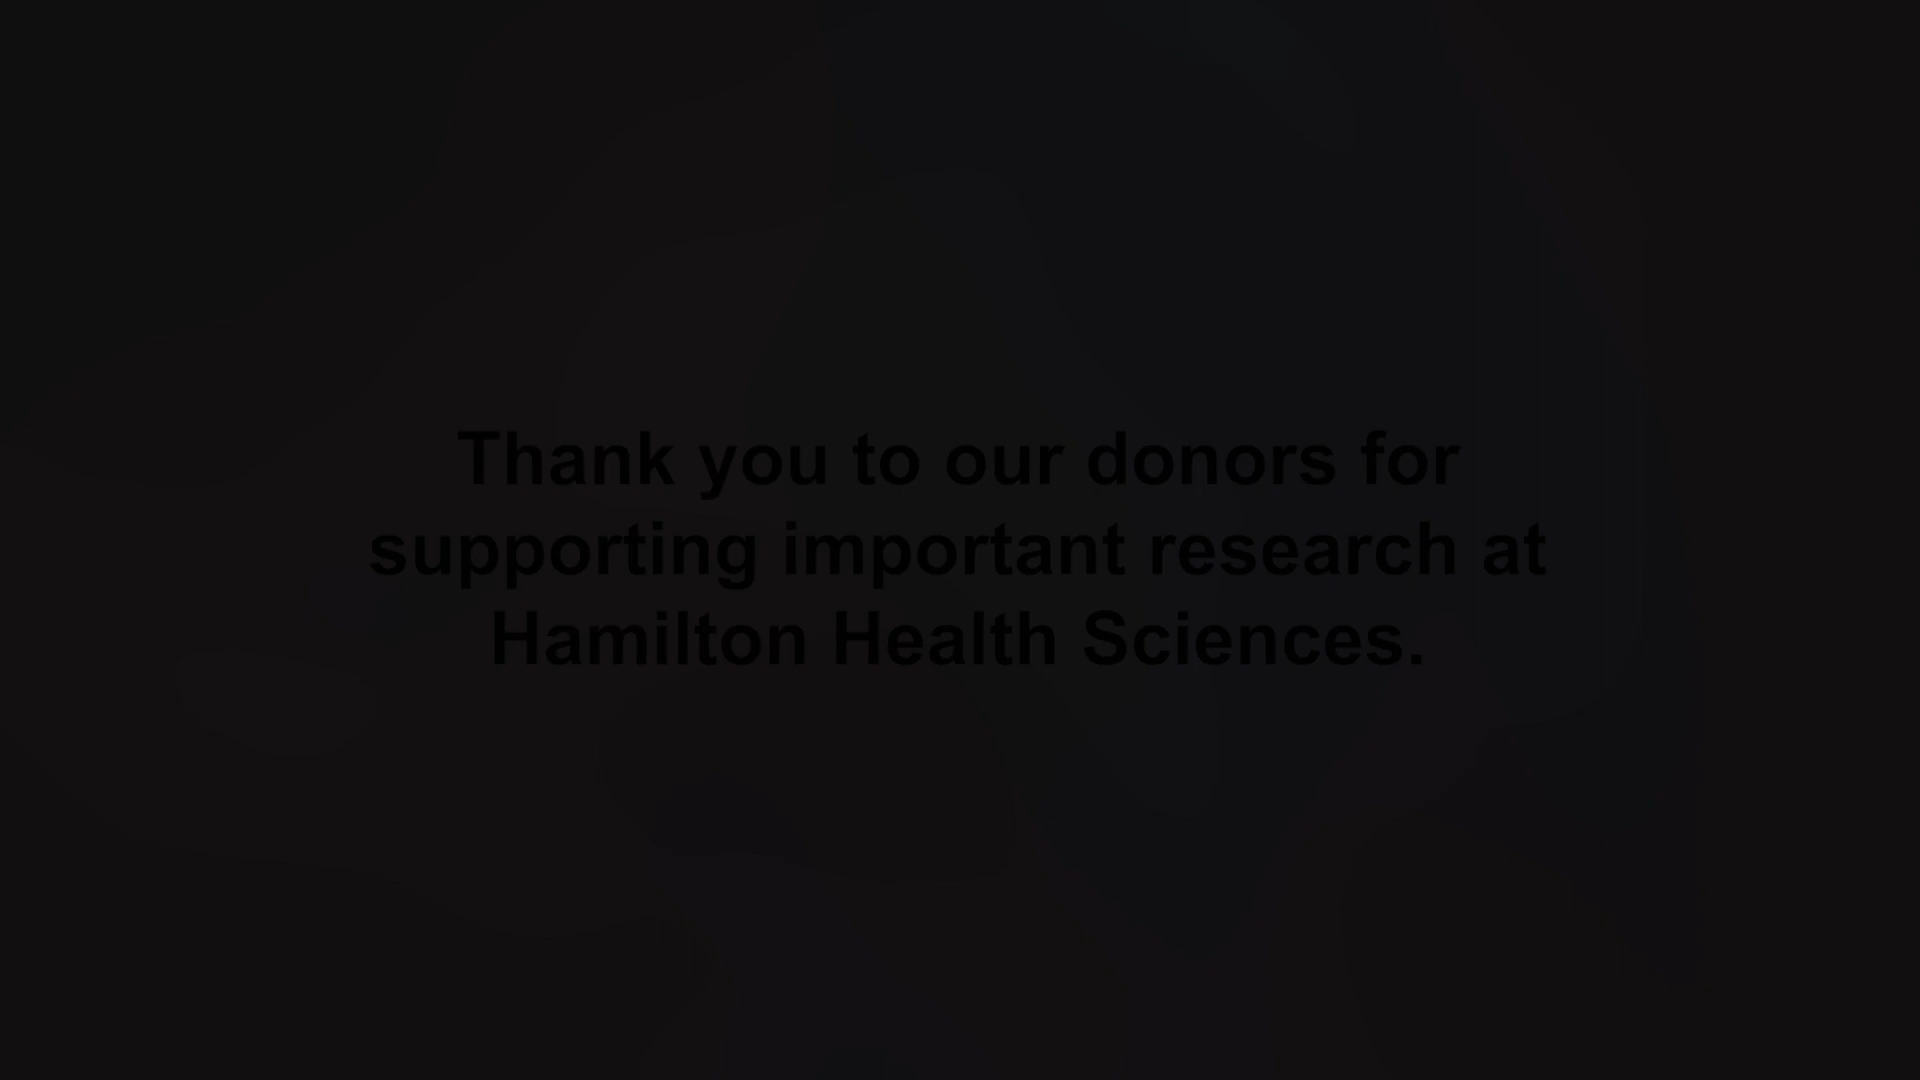 Thank you to our donors for
supporting important research at
Hamilton Health Sciences.